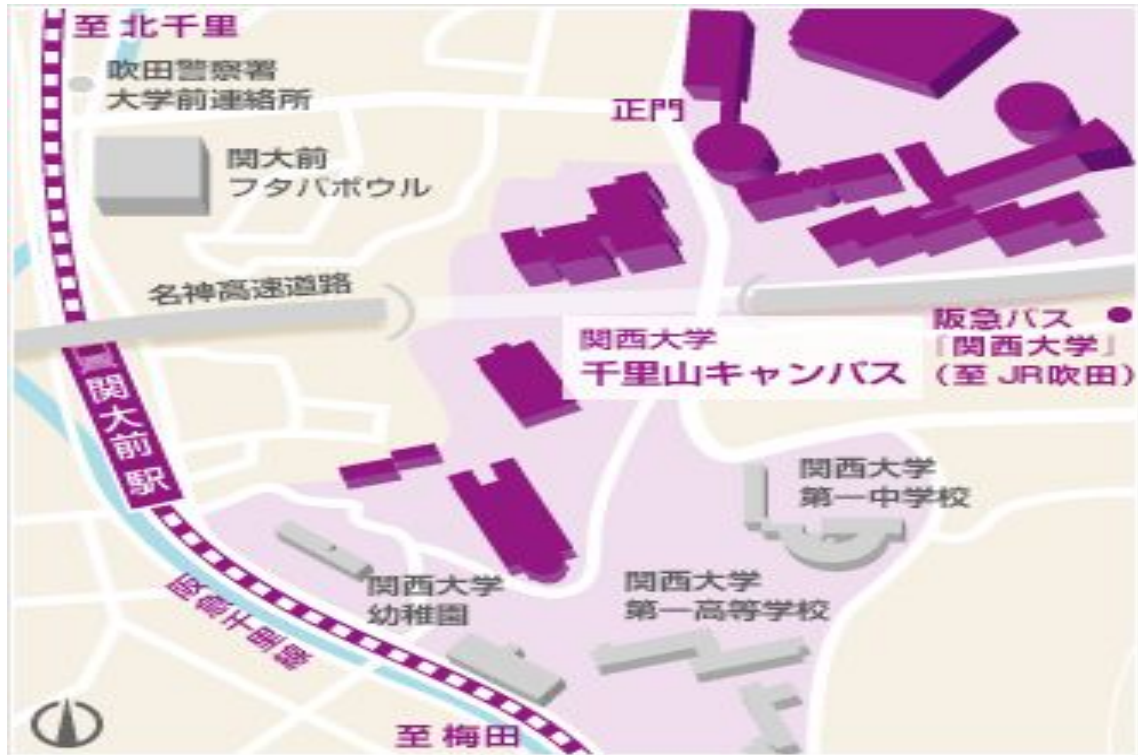 至 北千里
吹田警察署
大学前連絡所
正門
関大前
フタバボウル
名神高速道路
関西大学
千里山キャンパス
阪急バス
「関西大学」
(至 JR吹田)
関大前駅
関西大学
第一中学校
関西大学
幼稚園
関西大学
第一高等学校
阪急千里線
至 梅田